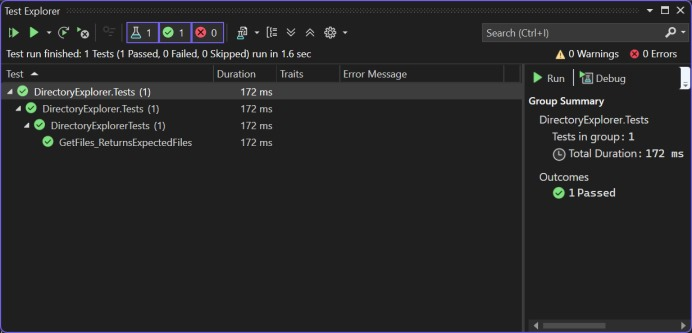 Test Explorer
1 1 0 Search (Ctrl+I)
Test run finished: 1 Tests (1 Passed, 0 Failed, 0 Skipped) run in 1.6 sec 0 Warnings 0 Errors
Test Duration Traits Error Message
DirectoryExplorer.Tests (1) 172 ms
DirectoryExplorer.Tests (1) 172 ms
DirectoryExplorerTests (1) 172 ms
GetFiles_ReturnsExpectedFiles 172 ms
Run Debug
Group Summary
DirectoryExplorer.Tests
Tests in group: 1
Total Duration: 172 ms
Outcomes
1 Passed